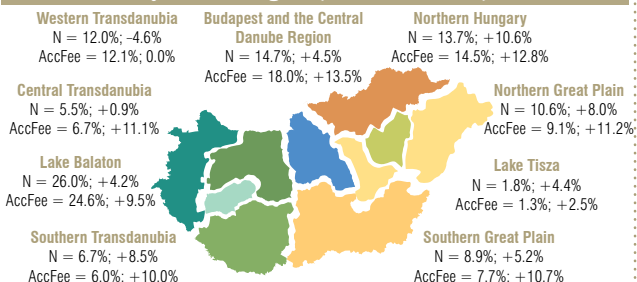 Western Transdanubia
N = 12.0%; –4.6%
AccFee = 12.1%; 0.0%
Budapest and the Central
Danube Region
N = 14.7%; +4.5%
AccFee = 18.0%; +13.5%
Northern Hungary
N = 13.7%; +10.6%
AccFee = 14.5%; +12.8%
Central Transdanubia
N = 5.5%; +0.9%
AccFee = 6.7%; +11.1%
Northern Great Plain
N = 10.6%; +8.0%
AccFee = 9.1%; +11.2%
Lake Balaton
N = 26.0%; +4.2%
AccFee = 24.6%; +9.5%
Lake Tisza
N = 1.8%; +4.4%
AccFee = 1.3%; +2.5%
Southern Transdanubia
N = 6.7%; +8.5%
AccFee = 6.0%; +10.0%
Southern Great Plain
N = 8.9%; +5.2%
AccFee = 7.7%; +10.7%